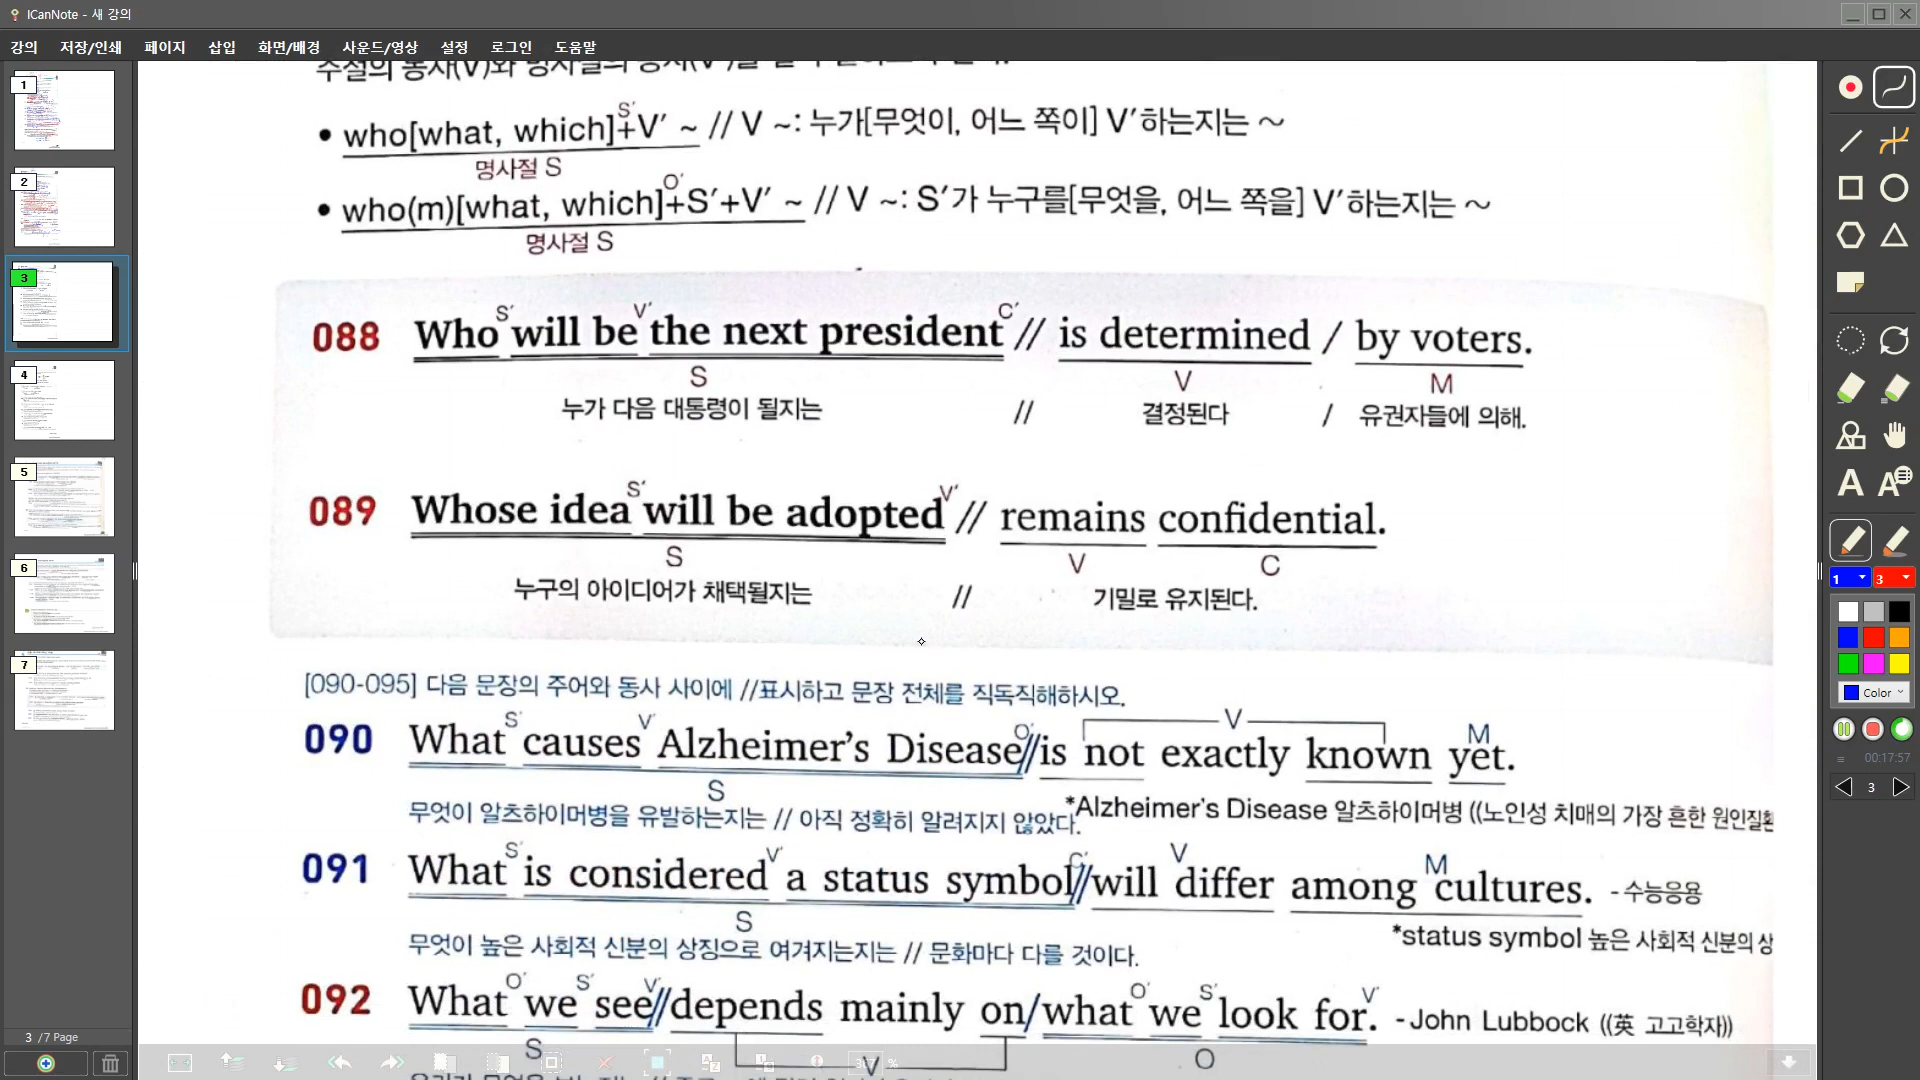 ICanNote - 새 강의
강의 저장/인쇄 페이지 삽입 화면/배경 사운드/영상 설정 로그인 도움말
S′
• who[what, which]+V′ ~ // V ~: 누가[무엇이, 어느 쪽이] V′하는지는 ~
명사절 S
O′
• who(m)[what, which]+S′+V′ ~ // V ~: S′가 누구를[무엇을, 어느 쪽을] V′하는지는 ~
명사절 S
S′ V′ C′
088 Who will be the next president // is determined / by voters.
S V M
누가 다음 대통령이 될지는 // 결정된다 / 유권자들에 의해.
S′ V′
089 Whose idea will be adopted // remains confidential.
S V C
누구의 아이디어가 채택될지는 // 기밀로 유지된다.
[090-095] 다음 문장의 주어와 동사 사이에 //표시하고 문장 전체를 직독직해하시오.
S′ V′ O′ V M
090 What causes Alzheimer's Disease//is not exactly known yet.
S
*Alzheimer's Disease 알츠하이머병 ((노인성 치매의 가장 흔한 원인질환
무엇이 알츠하이머병을 유발하는지는 // 아직 정확히 알려지지 않았다.
S′ V′ C′ V M
091 What is considered a status symbol//will differ among cultures. - 수능응용
S
*status symbol 높은 사회적 신분의 상
무엇이 높은 사회적 신분의 상징으로 여겨지는지는 // 문화마다 다를 것이다.
O′ S′ V′ O′ S′ V′
092 What we see//depends mainly on/what we look for. - John Lubbock ((英 고고학자))
S V O
1
2
3
4
5
6
7
3 /7 Page
A A
1 3
Color
00:17:57
3
%